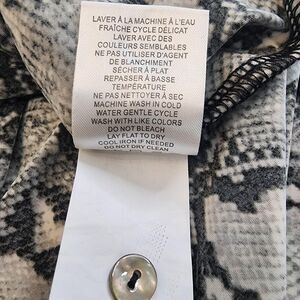 LAVER À LA MACHINE À L'EAU
FRAÎCHE CYCLE DÉLICAT
LAVER AVEC DES
COULEURS SEMBLABLES
NE PAS UTILISER D'AGENT
DE BLANCHIMENT
SÉCHER À PLAT
REPASSER À BASSE
TEMPÉRATURE
NE PAS NETTOYER À SEC
MACHINE WASH IN COLD
WATER GENTLE CYCLE
WASH WITH LIKE COLORS
DO NOT BLEACH
LAY FLAT TO DRY
COOL IRON IF NEEDED
DO NOT DRY CLEAN